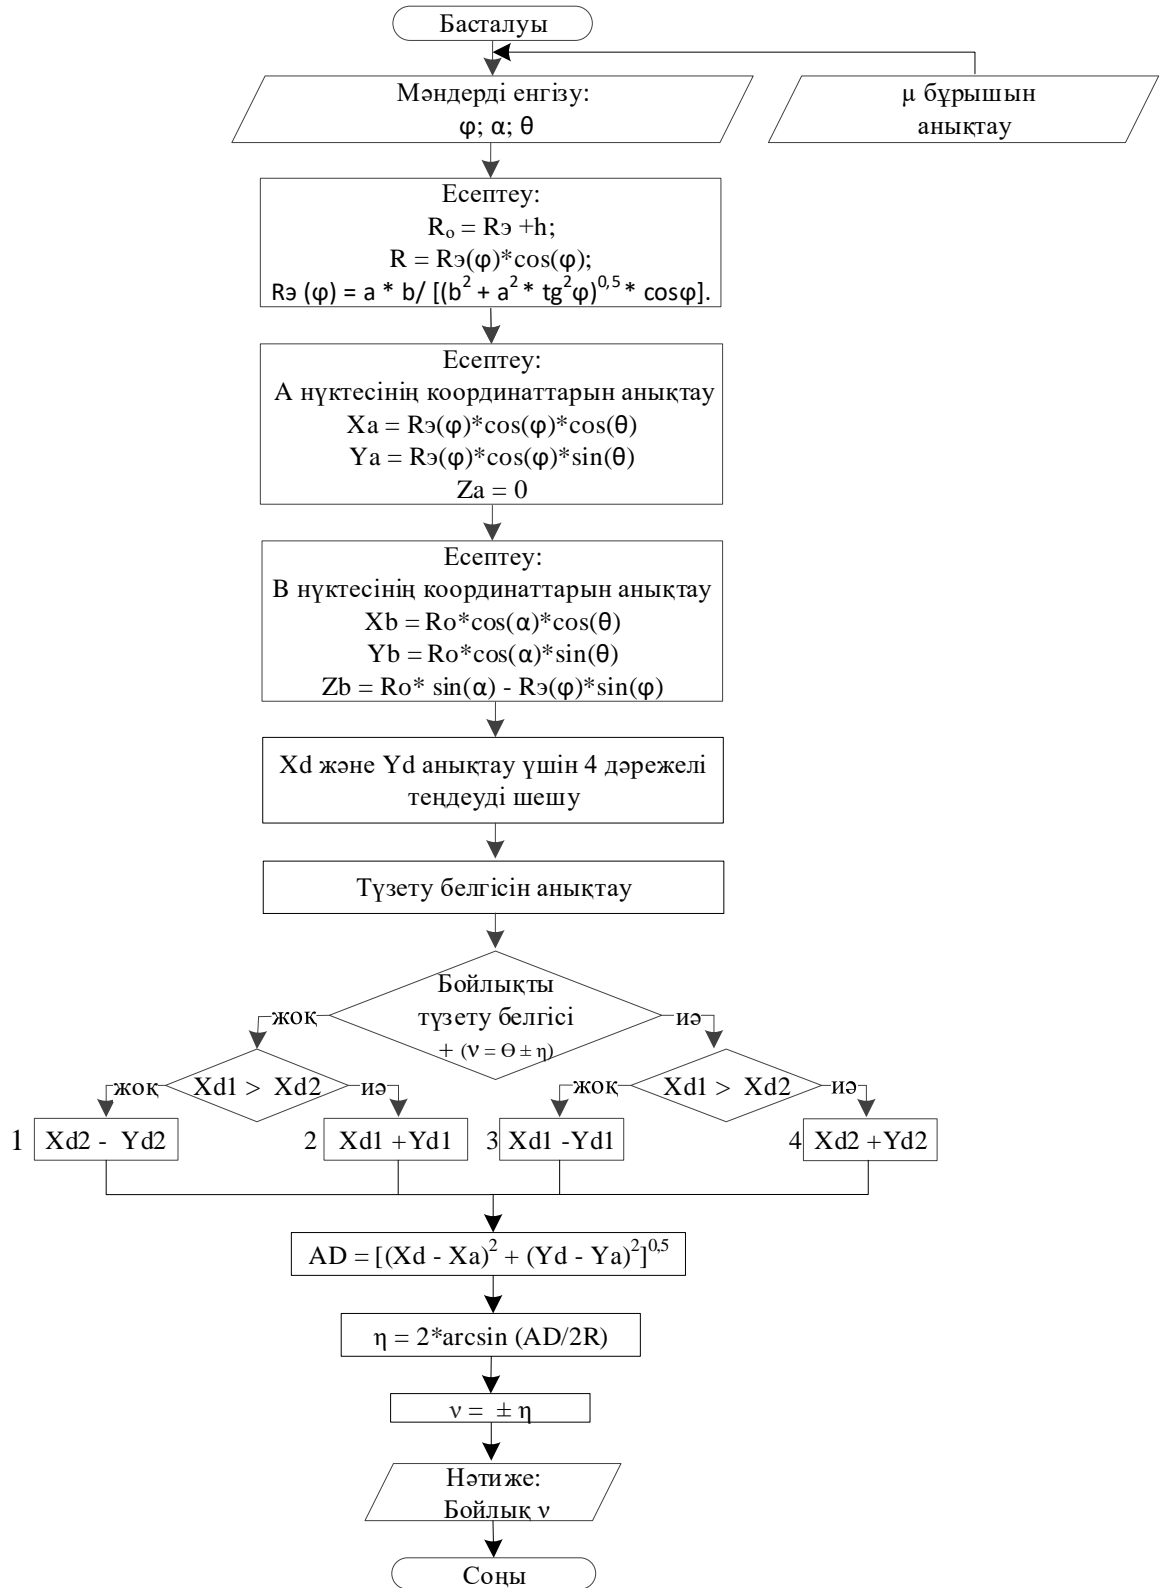 Басталуы
Мәндерді енгізу:
φ; α; θ
μ бұрышын
анықтау
Есептеу:
Rₒ = Rэ +h;
R = Rэ(φ)*cos(φ);
Rэ (φ) = a * b/ [(b² + a² * tg²φ)⁰˒⁵ * cosφ].
Есептеу:
А нүктесінің координаттарын анықтау
Xa = Rэ(φ)*cos(φ)*cos(θ)
Ya = Rэ(φ)*cos(φ)*sin(θ)
Za = 0
Есептеу:
В нүктесінің координаттарын анықтау
Xb = Ro*cos(α)*cos(θ)
Yb = Ro*cos(α)*sin(θ)
Zb = Ro* sin(α) - Rэ(φ)*sin(φ)
Xd және Yd анықтау үшін 4 дәрежелі
теңдеуді шешу
Түзету белгісін анықтау
Бойлықты
түзету белгісі
+ (ν = Θ ± η)
жоқ
иә
Xd1 > Xd2
жоқ
иә
Xd1 > Xd2
жоқ
иә
1
Xd2 - Yd2
2
Xd1 +Yd1
3
Xd1 -Yd1
4
Xd2 +Yd2
AD = [(Xd - Xa)² + (Yd - Ya)²]⁰˒⁵
η = 2*arcsin (AD/2R)
ν = ± η
Нәтиже:
Бойлық ν
Соңы